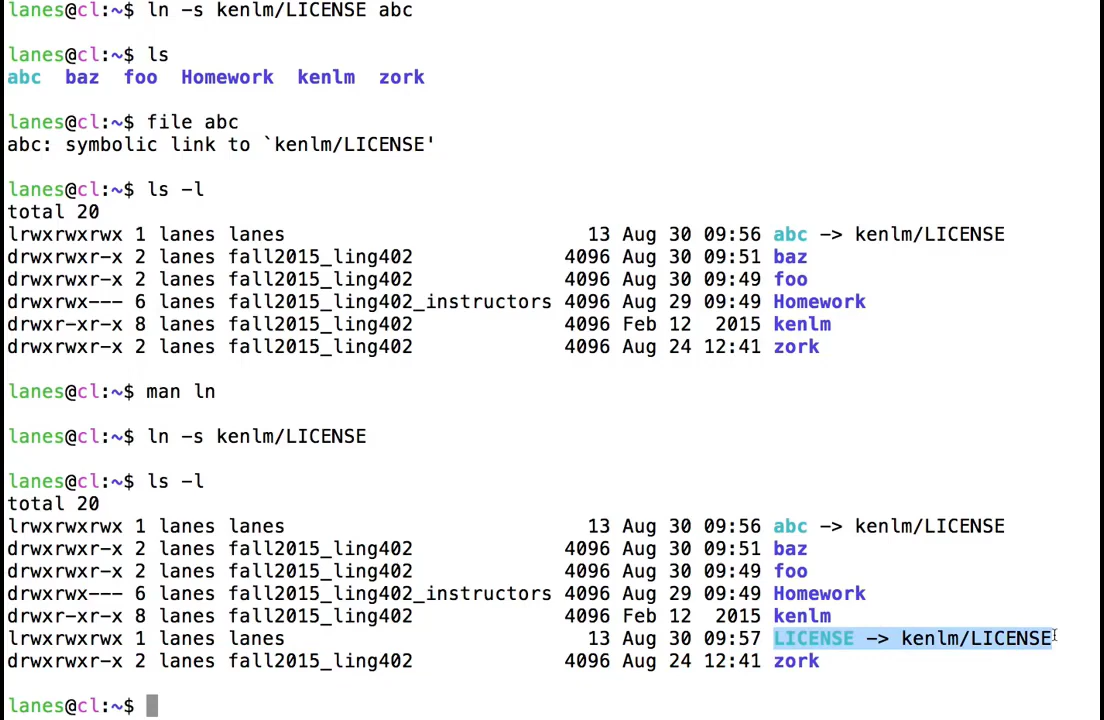 lanes@cl:~$ ln -s kenlm/LICENSE abc
lanes@cl:~$ ls
abc  baz  foo  Homework  kenlm  zork
lanes@cl:~$ file abc
abc: symbolic link to `kenlm/LICENSE'
lanes@cl:~$ ls -l
total 20
lrwxrwxrwx 1 lanes lanes                            13 Aug 30 09:56 abc -> kenlm/LICENSE
drwxrwxr-x 2 lanes fall2015_ling402               4096 Aug 30 09:51 baz
drwxrwxr-x 2 lanes fall2015_ling402               4096 Aug 30 09:49 foo
drwxrwx--- 6 lanes fall2015_ling402_instructors 4096 Aug 29 09:49 Homework
drwxr-xr-x 8 lanes fall2015_ling402               4096 Feb 12  2015 kenlm
drwxrwxr-x 2 lanes fall2015_ling402               4096 Aug 24 12:41 zork
lanes@cl:~$ man ln
lanes@cl:~$ ln -s kenlm/LICENSE
lanes@cl:~$ ls -l
total 20
lrwxrwxrwx 1 lanes lanes                            13 Aug 30 09:56 abc -> kenlm/LICENSE
drwxrwxr-x 2 lanes fall2015_ling402               4096 Aug 30 09:51 baz
drwxrwxr-x 2 lanes fall2015_ling402               4096 Aug 30 09:49 foo
drwxrwx--- 6 lanes fall2015_ling402_instructors 4096 Aug 29 09:49 Homework
drwxr-xr-x 8 lanes fall2015_ling402               4096 Feb 12  2015 kenlm
lrwxrwxrwx 1 lanes lanes                            13 Aug 30 09:57 LICENSE -> kenlm/LICENSE
drwxrwxr-x 2 lanes fall2015_ling402               4096 Aug 24 12:41 zork
lanes@cl:~$